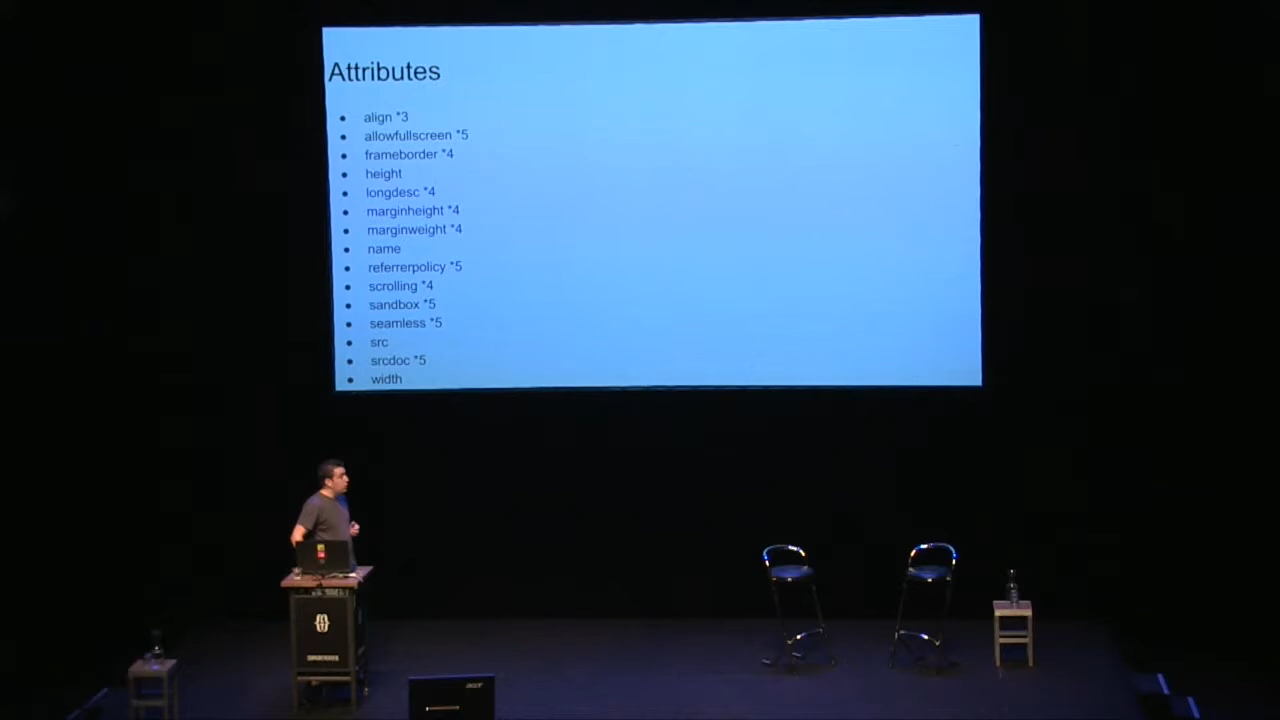 Attributes
● align *3
● allowfullscreen *5
● frameborder *4
● height
● longdesc *4
● marginheight *4
● marginweight *4
● name
● referrerpolicy *5
● scrolling *4
● sandbox *5
● seamless *5
● src
● srcdoc *5
● width
acer